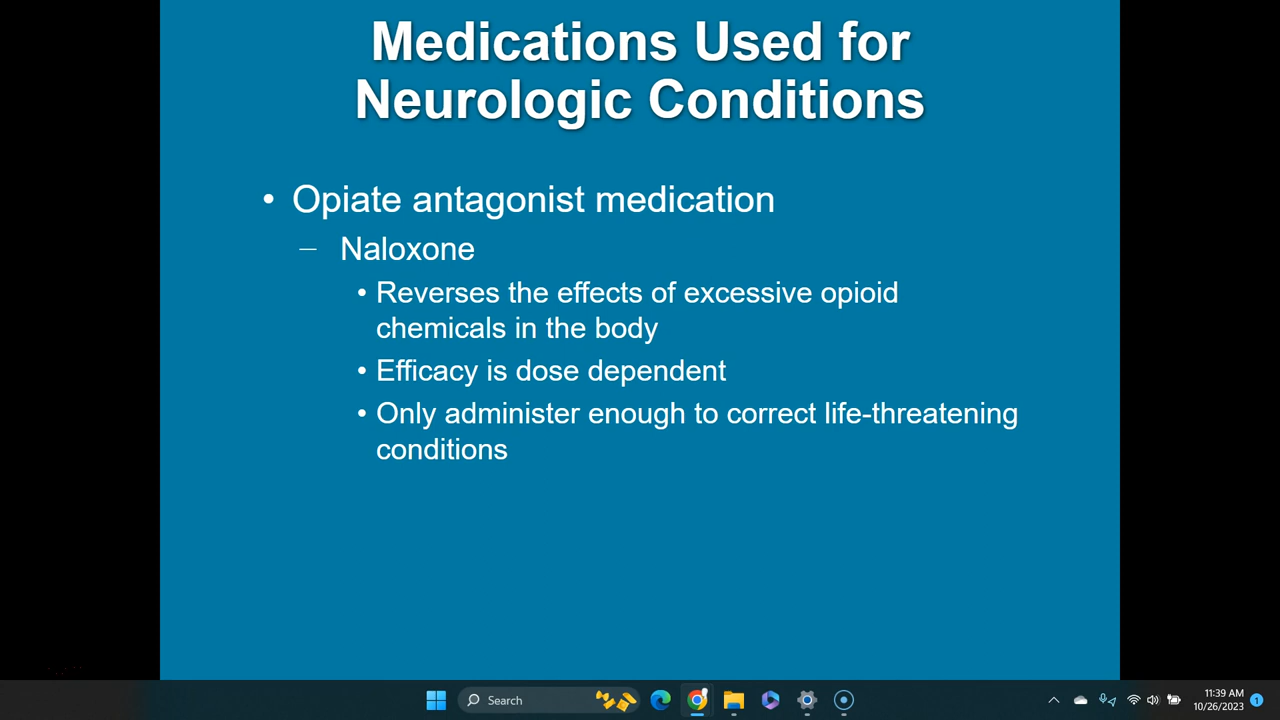 Medications Used for
Neurologic Conditions
• Opiate antagonist medication
– Naloxone
• Reverses the effects of excessive opioid
chemicals in the body
• Efficacy is dose dependent
• Only administer enough to correct life-threatening
conditions
Search
11:39 AM
10/26/2023
1